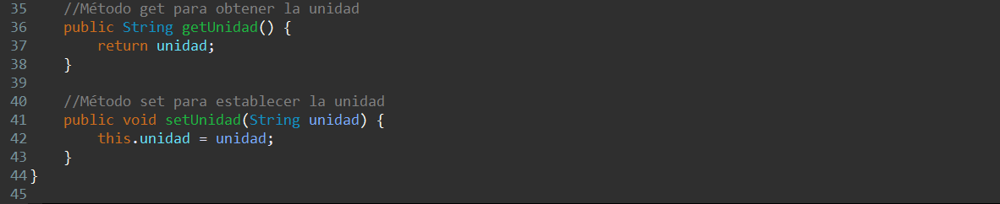 35 //Método get para obtener la unidad
36 public String getUnidad() {
37 return unidad;
38 }
39
40 //Método set para establecer la unidad
41 public void setUnidad(String unidad) {
42 this.unidad = unidad;
43 }
44 }
45